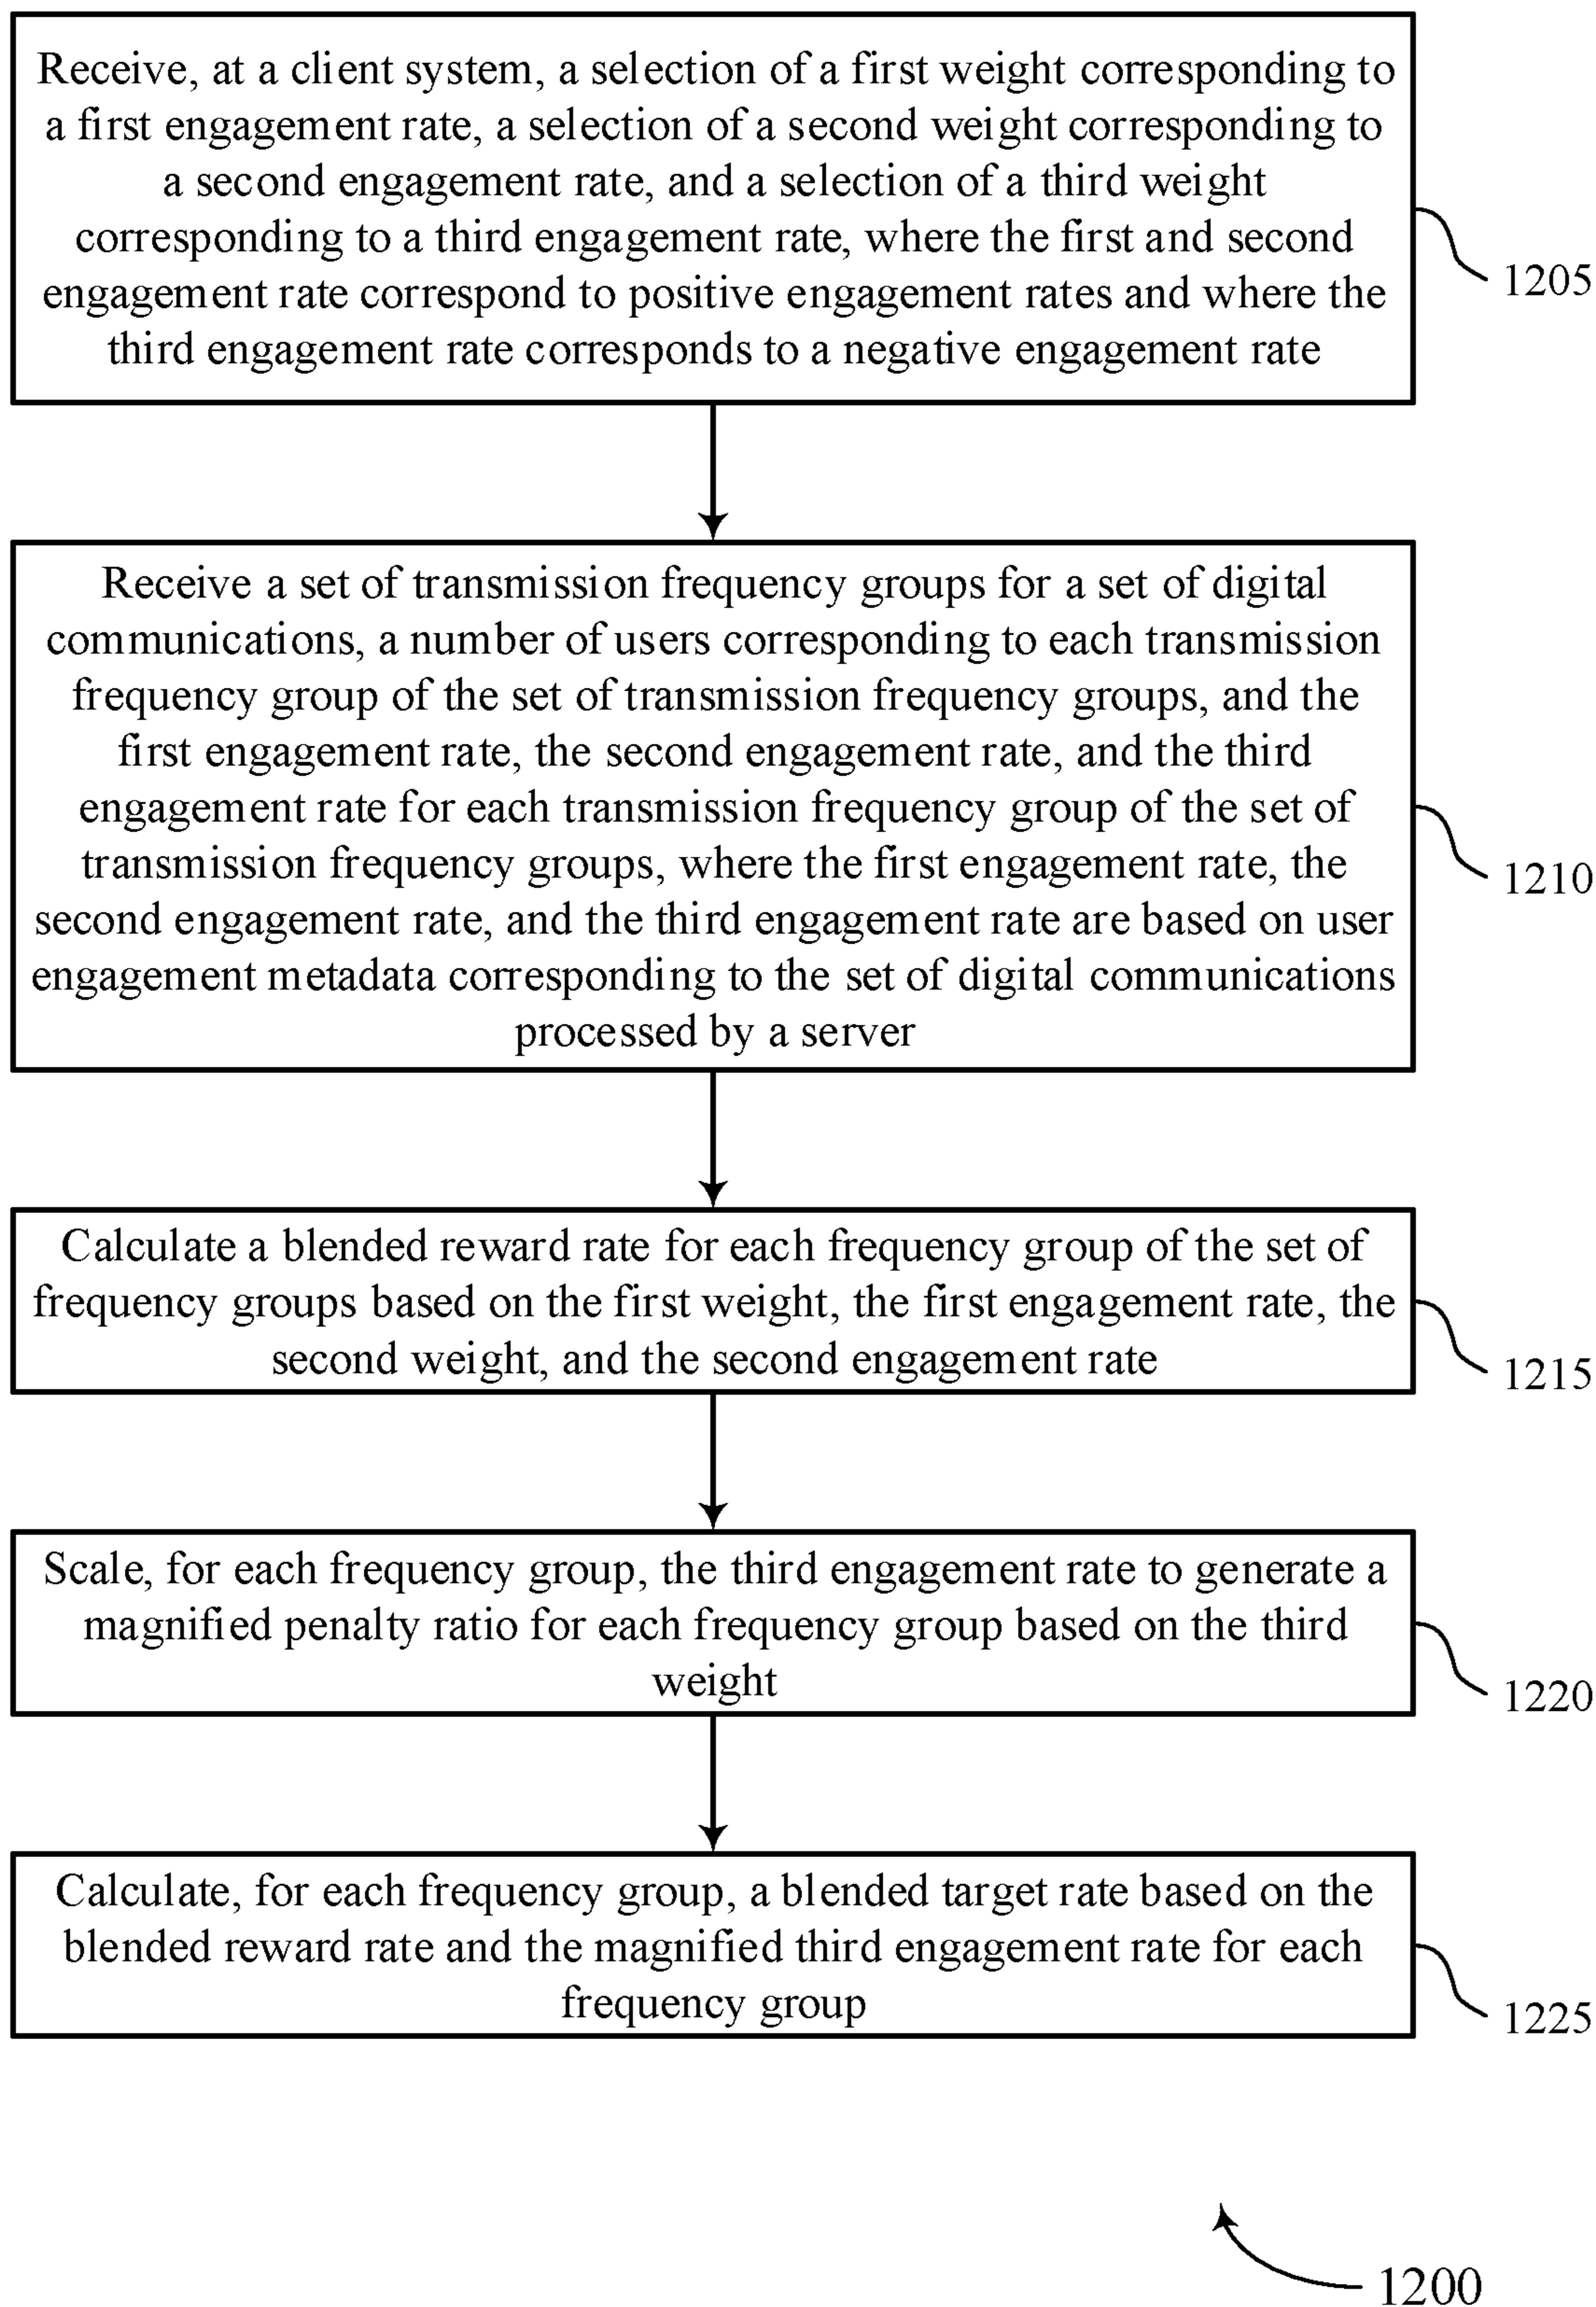 Receive, at a client system, a selection of a first weight corresponding to
a first engagement rate, a selection of a second weight corresponding to
a second engagement rate, and a selection of a third weight
corresponding to a third engagement rate, where the first and second
engagement rate correspond to positive engagement rates and where the
third engagement rate corresponds to a negative engagement rate
1205
Receive a set of transmission frequency groups for a set of digital
communications, a number of users corresponding to each transmission
frequency group of the set of transmission frequency groups, and the
first engagement rate, the second engagement rate, and the third
engagement rate for each transmission frequency group of the set of
transmission frequency groups, where the first engagement rate, the
second engagement rate, and the third engagement rate are based on user
engagement metadata corresponding to the set of digital communications
processed by a server
1210
Calculate a blended reward rate for each frequency group of the set of
frequency groups based on the first weight, the first engagement rate, the
second weight, and the second engagement rate
1215
Scale, for each frequency group, the third engagement rate to generate a
magnified penalty ratio for each frequency group based on the third
weight
1220
Calculate, for each frequency group, a blended target rate based on the
blended reward rate and the magnified third engagement rate for each
frequency group
1225
1200